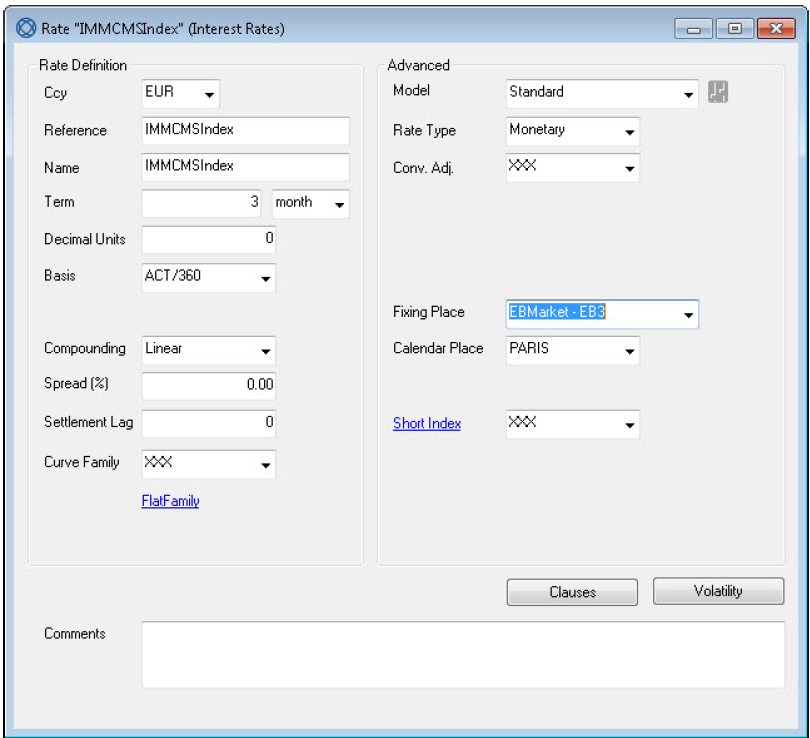 Rate "IMMCMSIndex" (Interest Rates)
Rate Definition
Ccy EUR
Reference IMMCMSIndex
Name IMMCMSIndex
Term 3 month
Decimal Units 0
Basis ACT/360
Compounding Linear
Spread (%) 0.00
Settlement Lag 0
Curve Family XXX
FlatFamily
Advanced
Model Standard
Rate Type Monetary
Conv. Adj. XXX
Fixing Place EBMarket - EB3
Calendar Place PARIS
Short Index XXX
Clauses Volatility
Comments